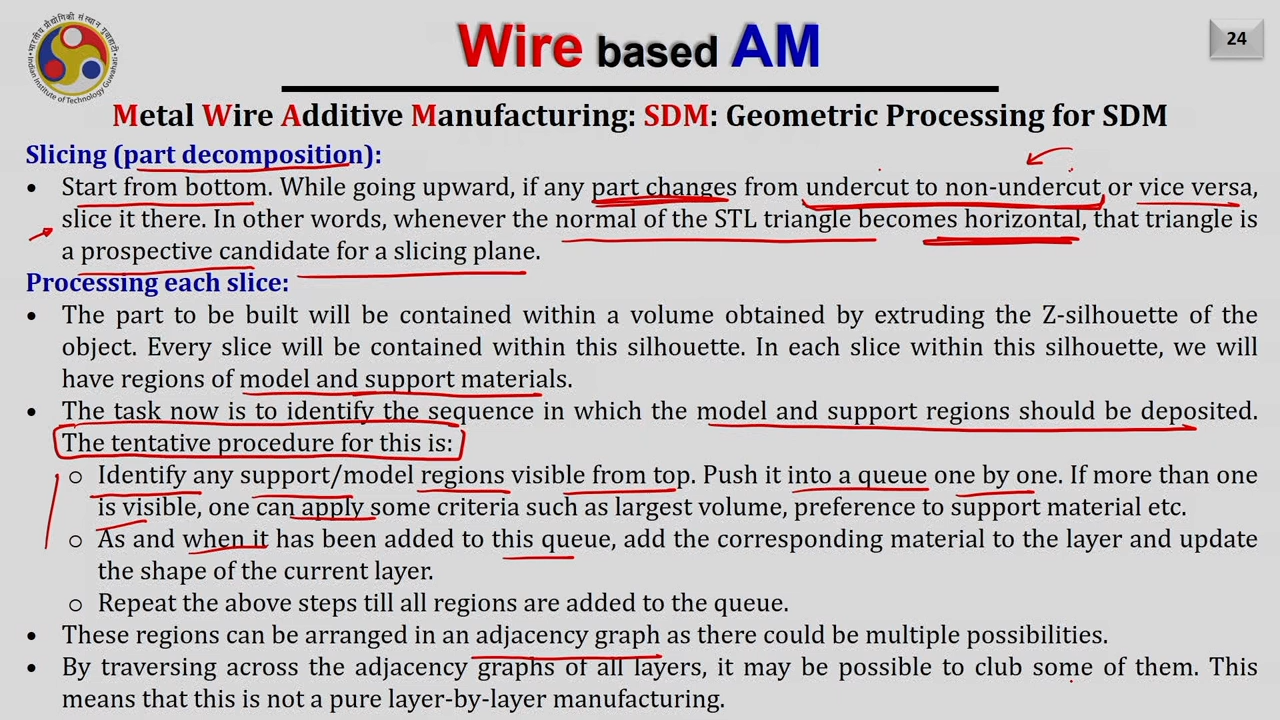 Wire based AM
24
Metal Wire Additive Manufacturing: SDM: Geometric Processing for SDM
Slicing (part decomposition):
• Start from bottom. While going upward, if any part changes from undercut to non-undercut or vice versa,
slice it there. In other words, whenever the normal of the STL triangle becomes horizontal, that triangle is
a prospective candidate for a slicing plane.
Processing each slice:
• The part to be built will be contained within a volume obtained by extruding the Z-silhouette of the
object. Every slice will be contained within this silhouette. In each slice within this silhouette, we will
have regions of model and support materials.
• The task now is to identify the sequence in which the model and support regions should be deposited.
The tentative procedure for this is:
o Identify any support/model regions visible from top. Push it into a queue one by one. If more than one
is visible, one can apply some criteria such as largest volume, preference to support material etc.
o As and when it has been added to this queue, add the corresponding material to the layer and update
the shape of the current layer.
o Repeat the above steps till all regions are added to the queue.
• These regions can be arranged in an adjacency graph as there could be multiple possibilities.
• By traversing across the adjacency graphs of all layers, it may be possible to club some of them. This
means that this is not a pure layer-by-layer manufacturing.